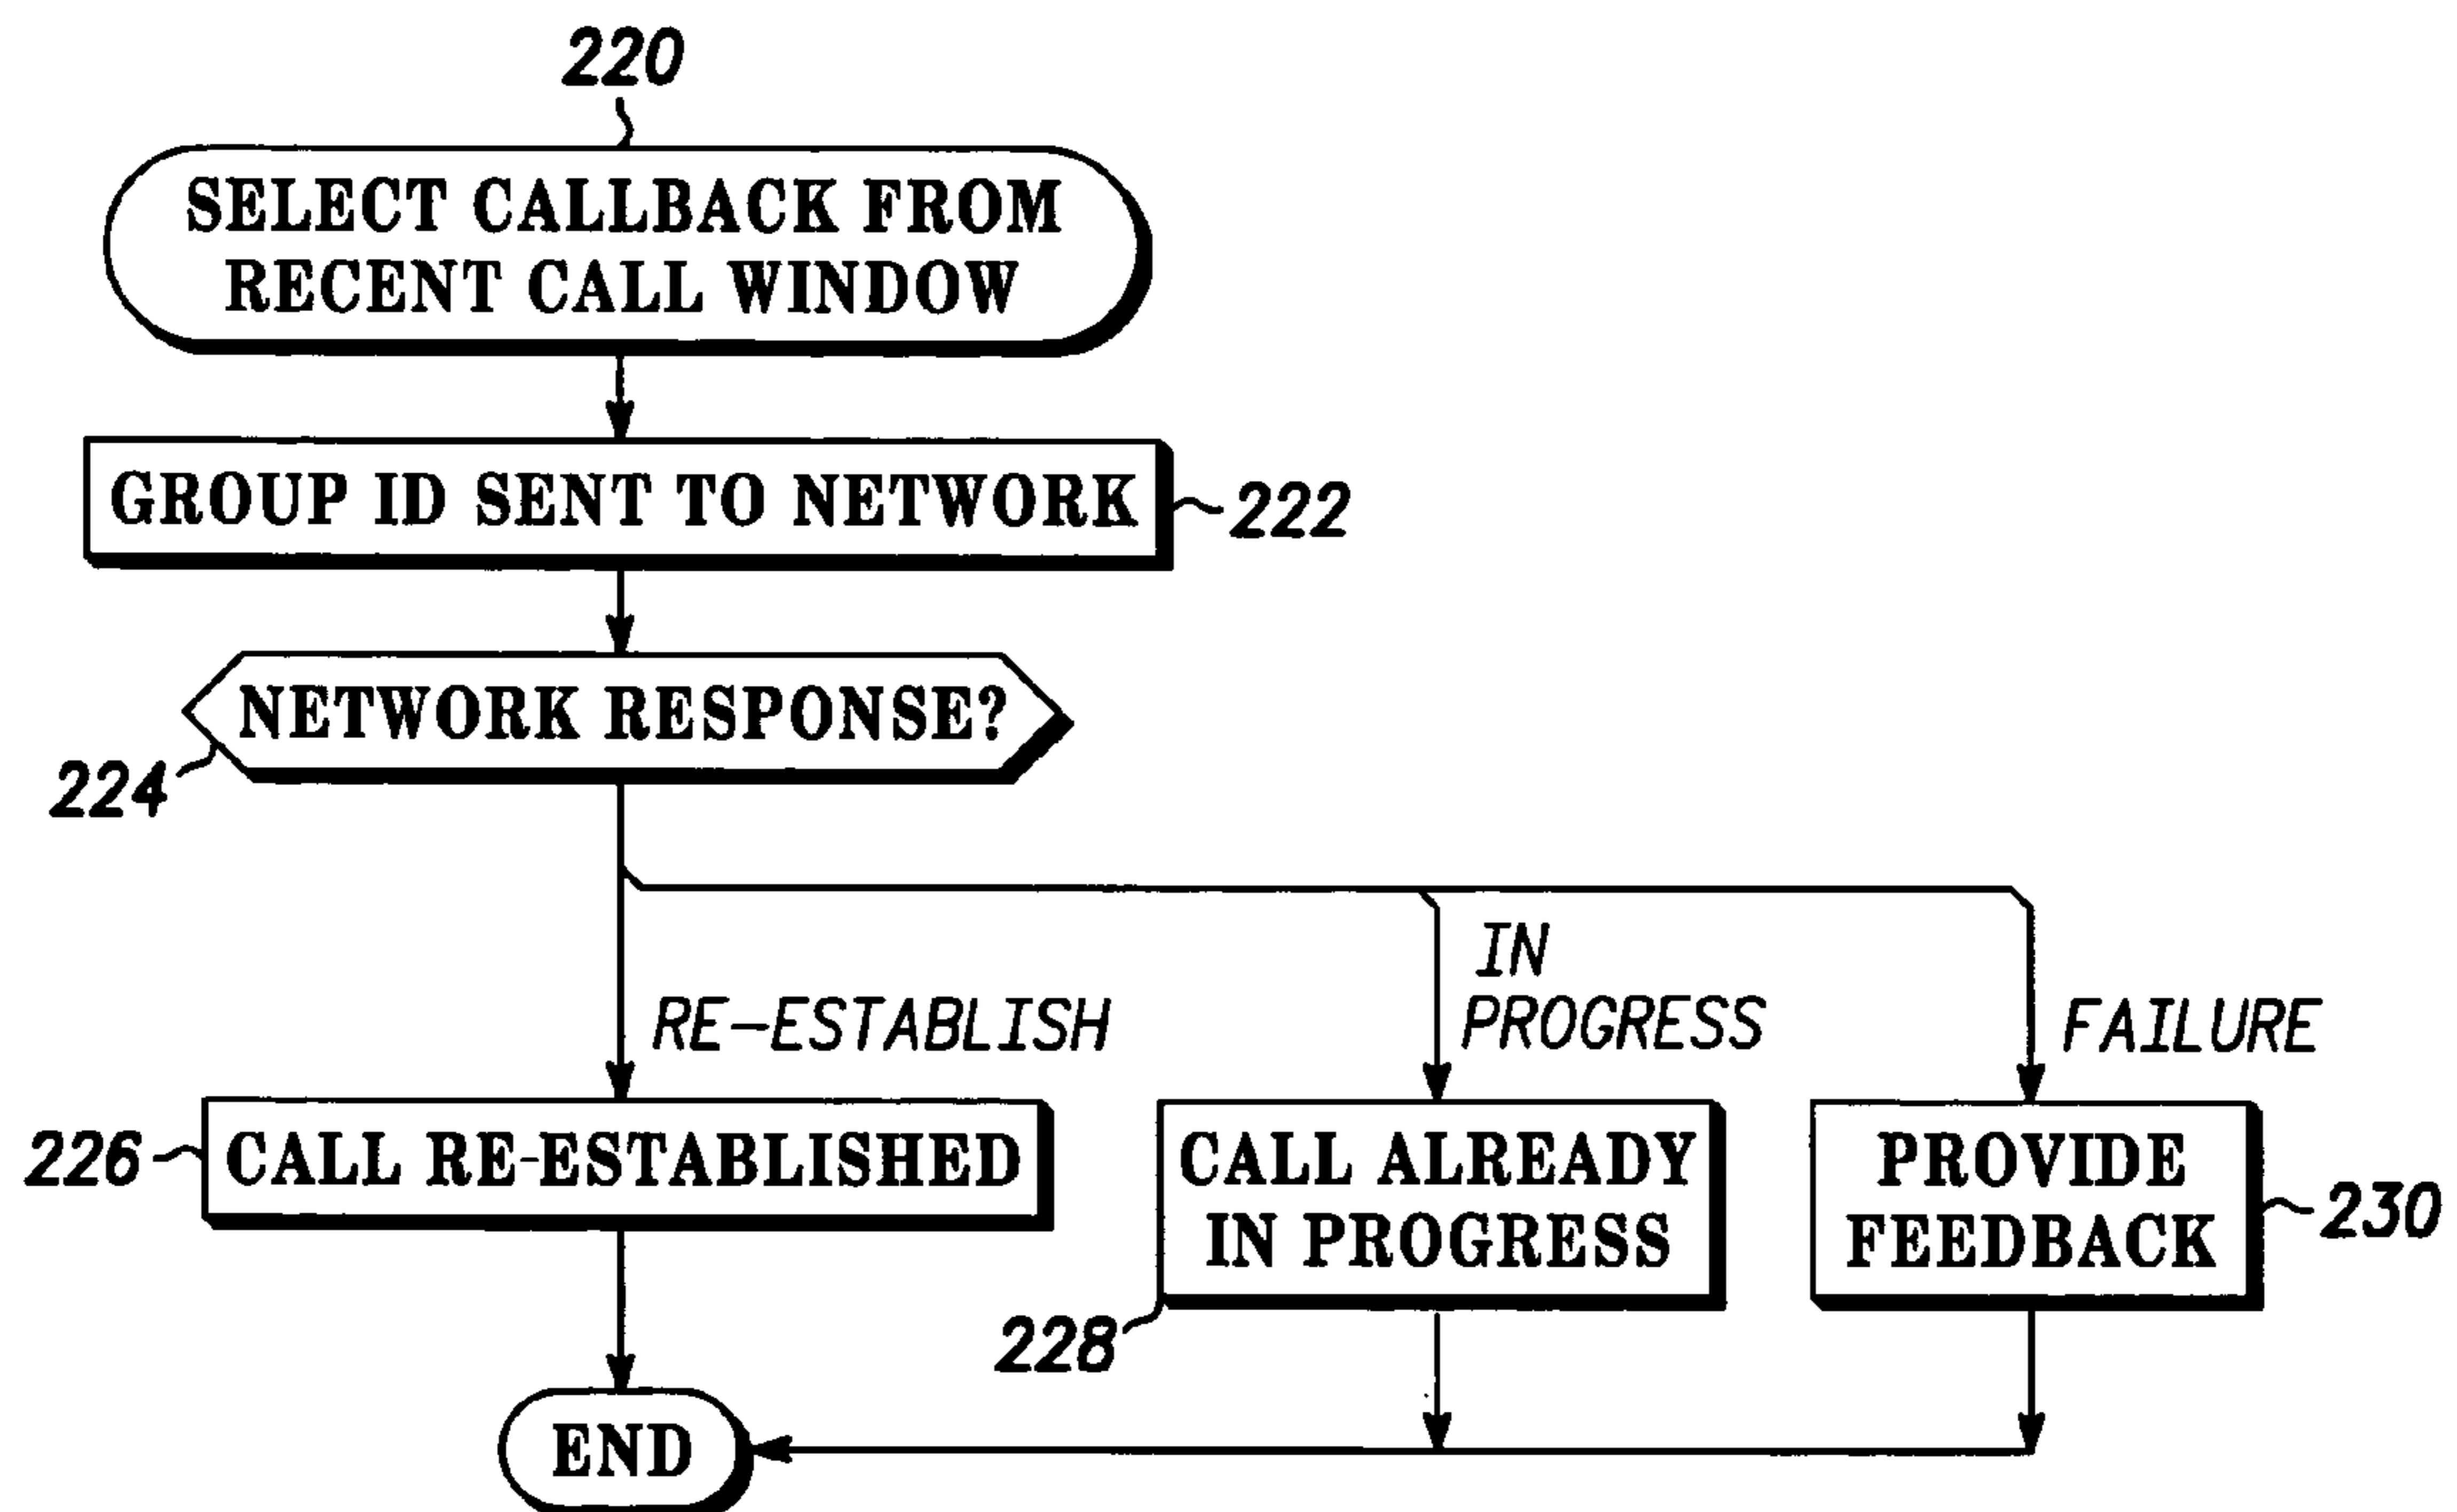 220
SELECT CALLBACK FROM
RECENT CALL WINDOW
GROUP ID SENT TO NETWORK
222
NETWORK RESPONSE?
224
RE-ESTABLISH
IN
PROGRESS
FAILURE
226
CALL RE-ESTABLISHED
CALL ALREADY
IN PROGRESS
228
PROVIDE
FEEDBACK
230
END